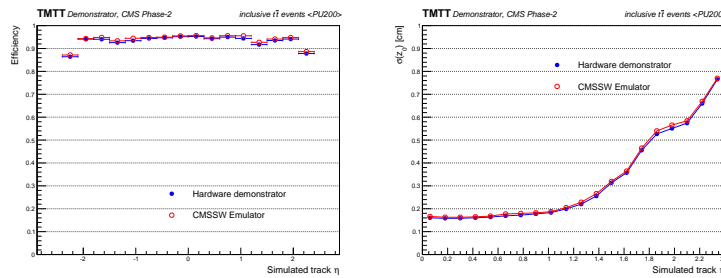 TMTT Demonstrator, CMS Phase-2 inclusive tt̄ events <PU200>
Efficiency
1
0.9
0.8
0.7
0.6
0.5
0.4
0.3
0.2
0.1
0
Hardware demonstrator
CMSSW Emulator
-2 -1 0 1 2
Simulated track η
TMTT Demonstrator, CMS Phase-2 inclusive tt̄ events <PU200>
σ(z₀) [cm]
1
0.9
0.8
0.7
0.6
0.5
0.4
0.3
0.2
0.1
0
Hardware demonstrator
CMSSW Emulator
0 0.2 0.4 0.6 0.8 1 1.2 1.4 1.6 1.8 2 2.2
Simulated track